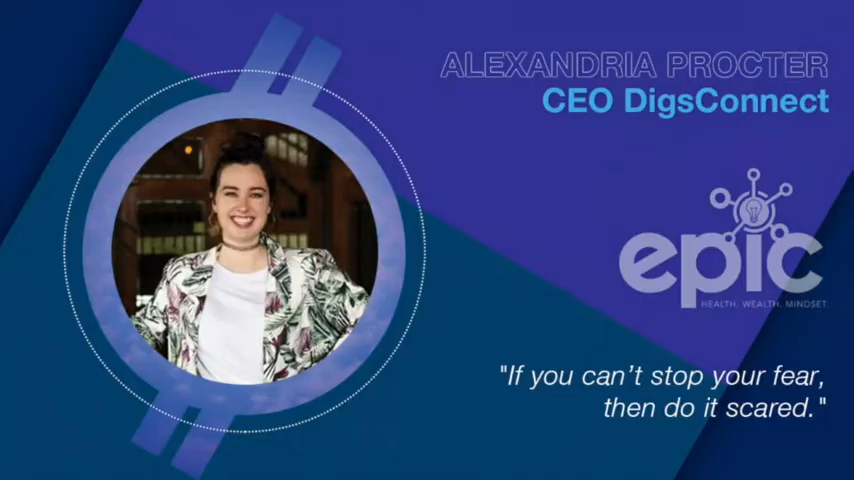 ALEXANDRIA PROCTER
CEO DigsConnect
epic
HEALTH. WEALTH. MINDSET.
"If you can't stop your fear,
then do it scared."